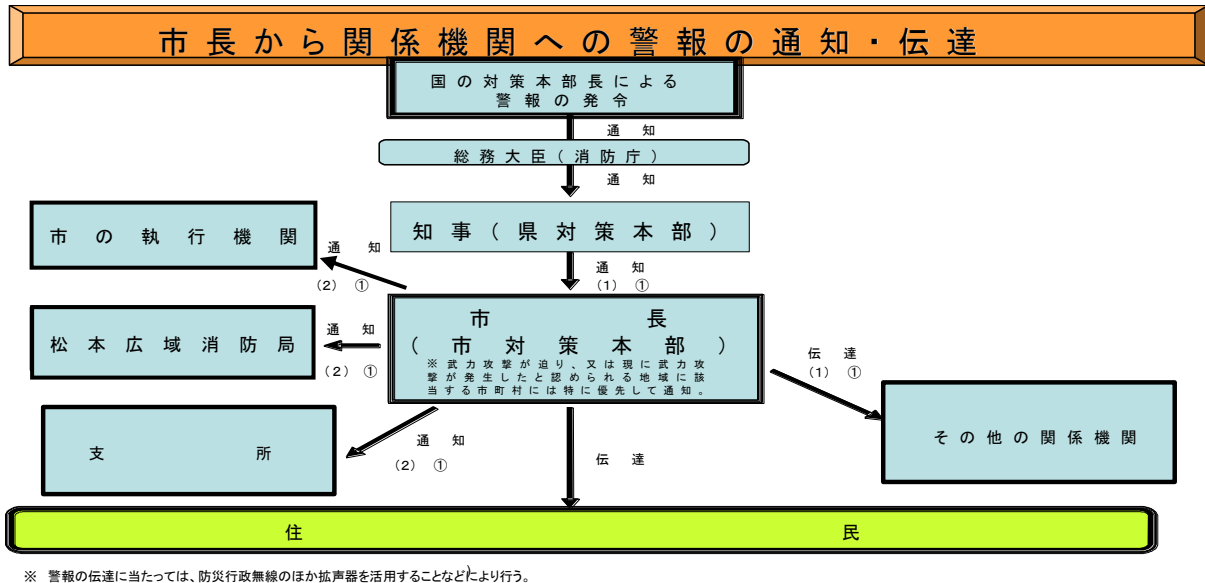 市長から関係機関への警報の通知・伝達
国の対策本部長による
警報の発令
通知
総務大臣(消防庁)
通知
知事(県対策本部)
市の執行機関
通知
(2) ①
通知
(1) ①
市長
(市対策本部)
※武力攻撃が迫り、又は現に武力攻
撃が発生したと認められる地域に該
当する市町村には特に優先して通知。
松本広域消防局
通知
(2) ①
伝達
(1) ①
その他の関係機関
支所
通知
(2) ①
伝達
住民
※ 警報の伝達に当たっては、防災行政無線のほか拡声器を活用することなどにより行う。
)